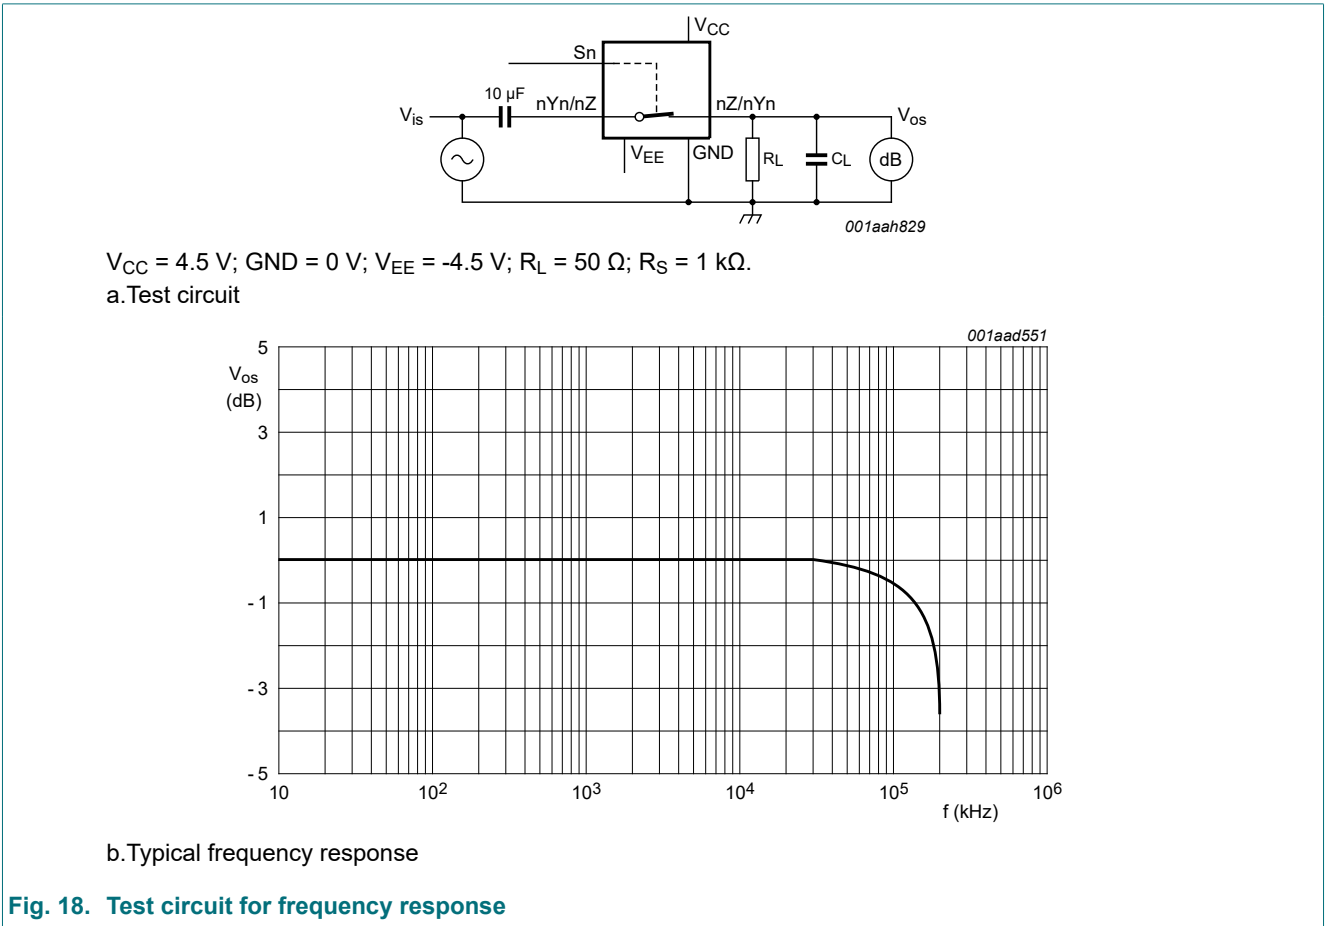 VCC
Sn
10 µF
nYn/nZ
nZ/nYn
Vis
Vos
VEE
GND
RL
CL
dB
001aah829
VCC = 4.5 V; GND = 0 V; VEE = -4.5 V; RL = 50 Ω; RS = 1 kΩ.
a.Test circuit
001aad551
5
Vos
(dB)
3
1
- 1
- 3
- 5
10
10²
10³
10⁴
10⁵
10⁶
f (kHz)
b.Typical frequency response
Fig. 18. Test circuit for frequency response